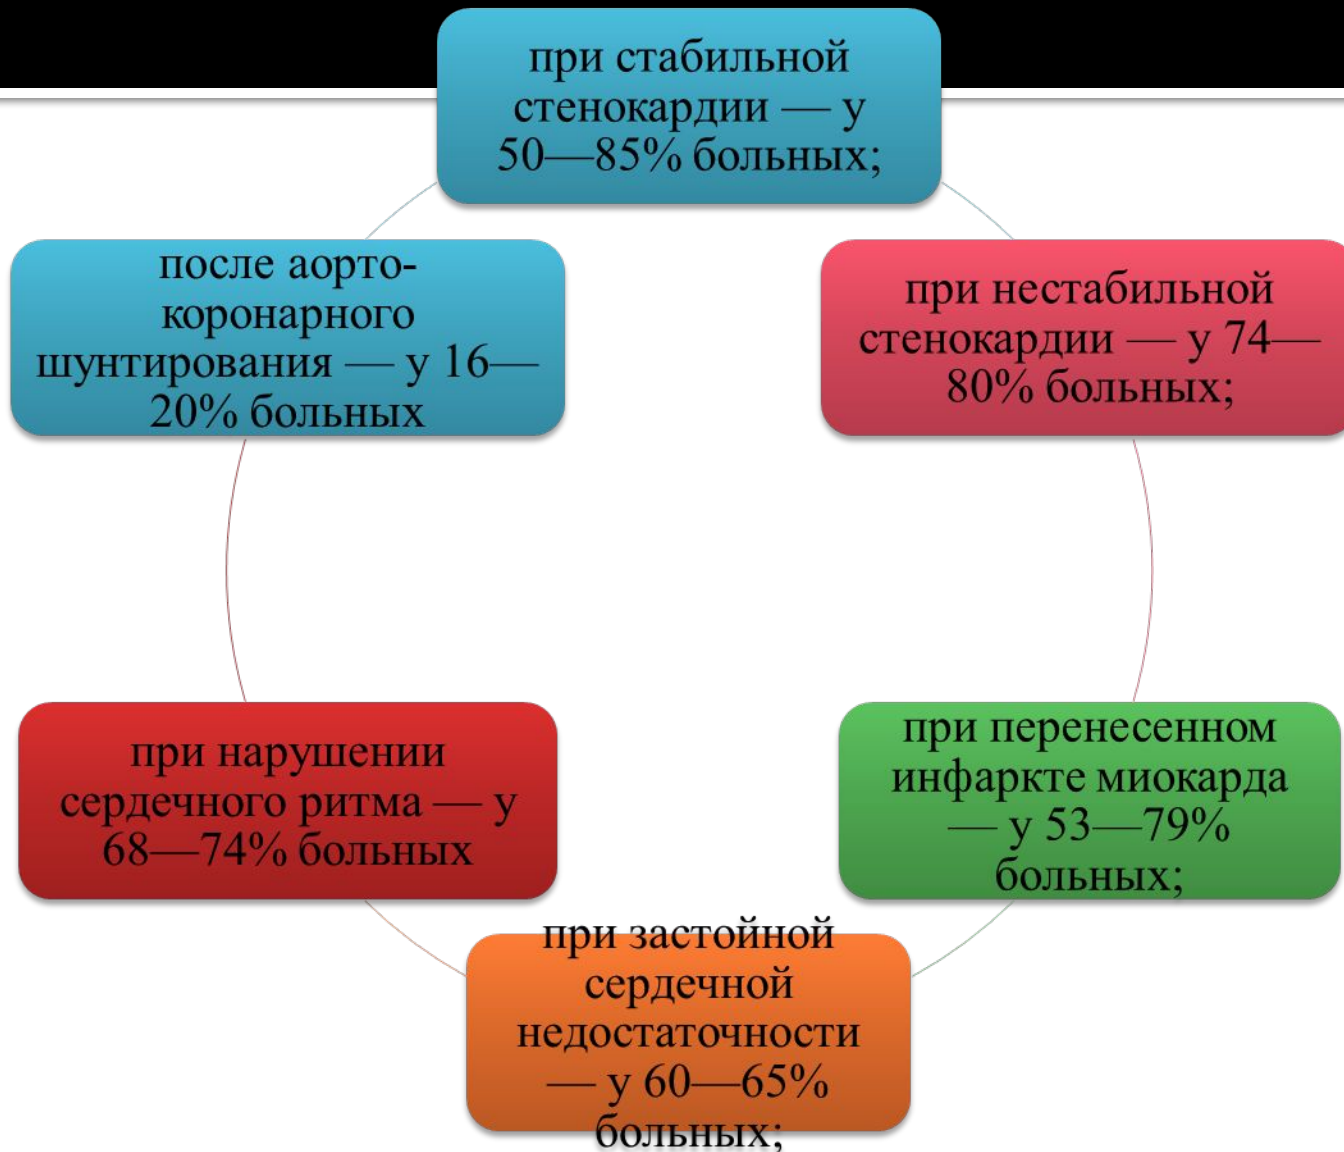 при стабильной
стенокардии — у
50—85% больных;
при нестабильной
стенокардии — у 74—
80% больных;
при перенесенном
инфаркте миокарда
— у 53—79%
больных;
при застойной
сердечной
недостаточности
— у 60—65%
больных;
при нарушении
сердечного ритма — у
68—74% больных
после аорто-
коронарного
шунтирования — у 16—
20% больных